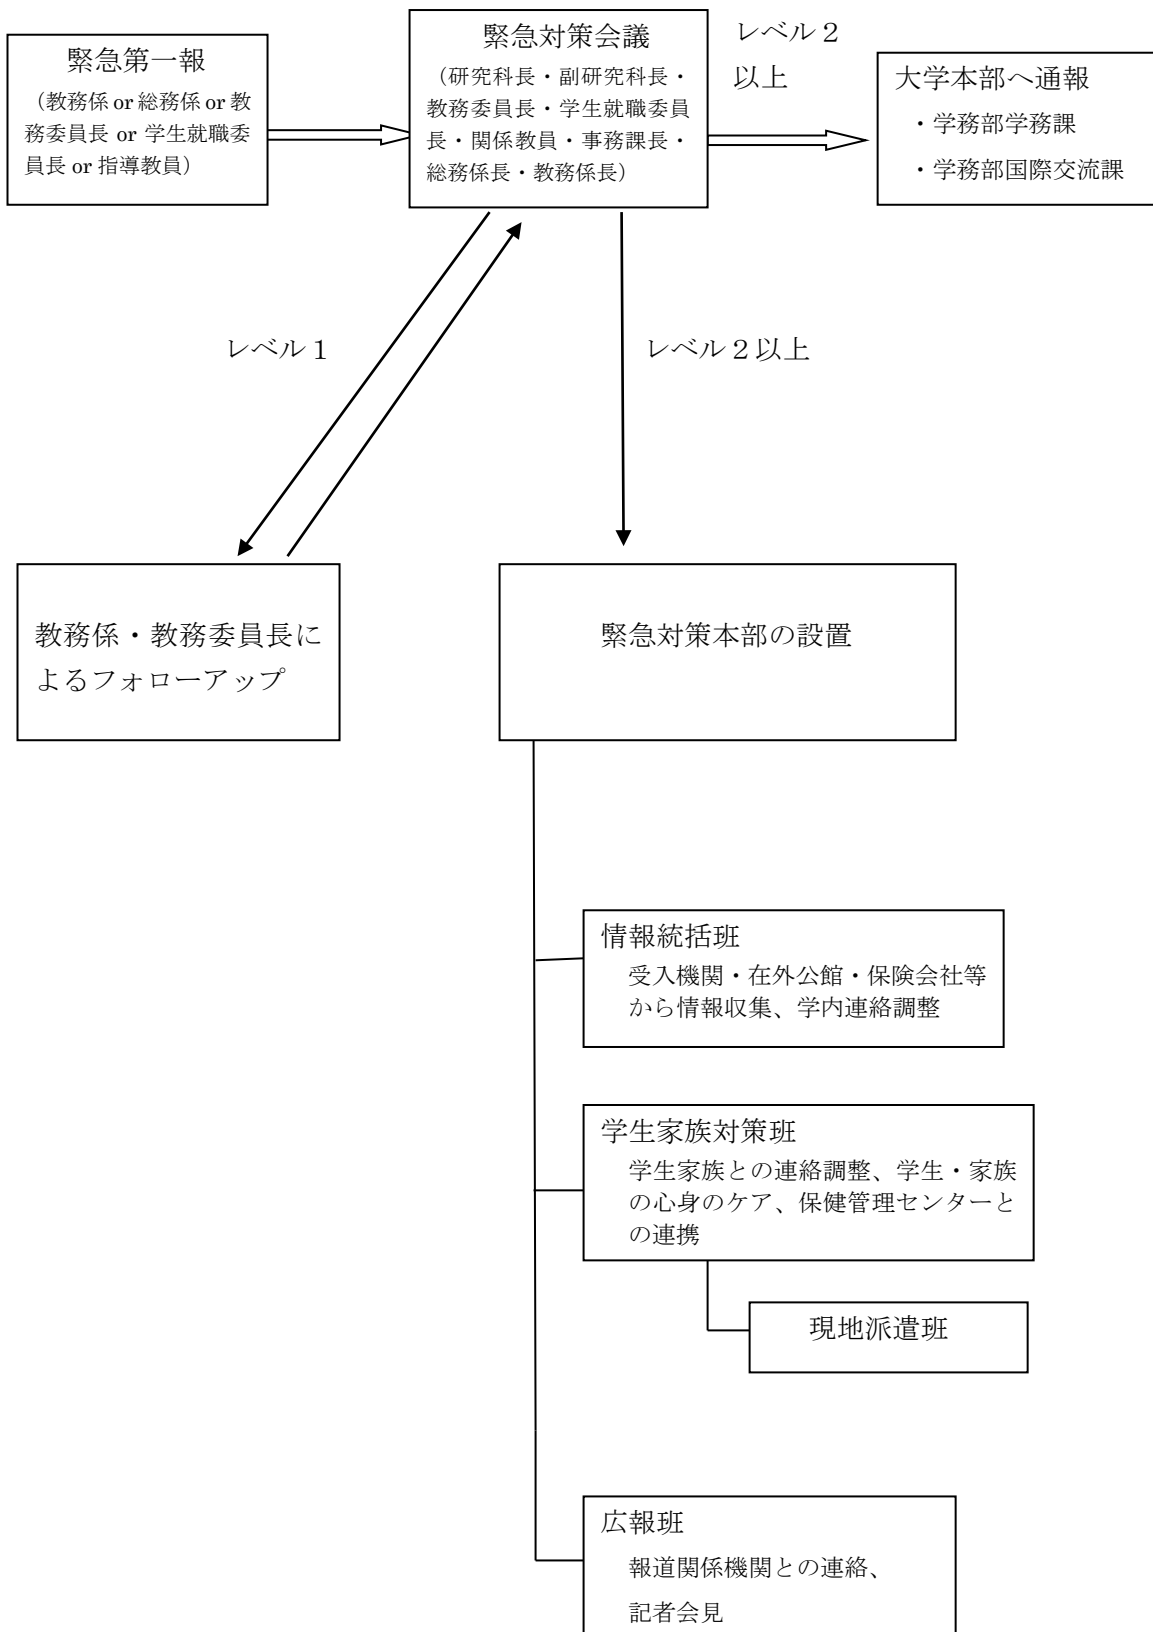 緊急第一報
（教務係 or 総務係 or 教
務委員長 or 学生就職委
員長 or 指導教員）
緊急対策会議
（研究科長・副研究科長・
教務委員長・学生就職委員
長・関係教員・事務課長・
総務係長・教務係長）
レベル２
以上
大学本部へ通報
・学務部学務課
・学務部国際交流課
レベル１
レベル２以上
教務係・教務委員長に
よるフォローアップ
緊急対策本部の設置
情報統括班
受入機関・在外公館・保険会社等
から情報収集、学内連絡調整
学生家族対策班
学生家族との連絡調整、学生・家族
の心身のケア、保健管理センターと
の連携
現地派遣班
広報班
報道関係機関との連絡、
記者会見